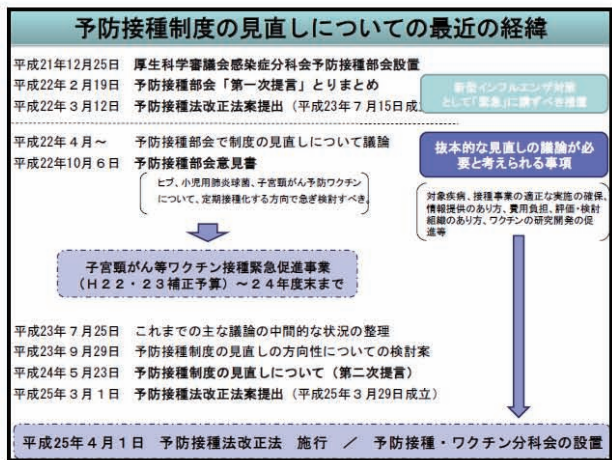 予防接種制度の見直しについての最近の経緯
平成21年12月25日 厚生科学審議会感染症分科会予防接種部会設置
平成22年2月19日 予防接種部会「第一次提言」とりまとめ
平成22年3月12日 予防接種法改正法案提出(平成23年7月15日成
新型インフルエンザ対策
として「緊急」に講ずべき措置
平成22年4月~ 予防接種部会で制度の見直しについて議論
平成22年10月6日 予防接種部会意見書
ヒブ、小児用肺炎球菌、子宮頸がん予防ワクチン
について、定期接種化する方向で急ぎ検討すべき。
抜本的な見直しの議論が必
要と考えられる事項
対象疾病、接種事業の適正な実施の確保、
情報提供のあり方、費用負担、評価・検討
組織のあり方、ワクチンの研究開発の促
進等
子宮頸がん等ワクチン接種緊急促進事業
(H22・23補正予算)~24年度末まで
平成23年7月25日 これまでの主な議論の中間的な状況の整理
平成23年9月29日 予防接種制度の見直しの方向性についての検討案
平成24年5月23日 予防接種制度の見直しについて(第二次提言)
平成25年3月1日 予防接種法改正法案提出(平成25年3月29日成立)
平成25年4月1日 予防接種法改正法 施行 / 予防接種・ワクチン分科会の設置